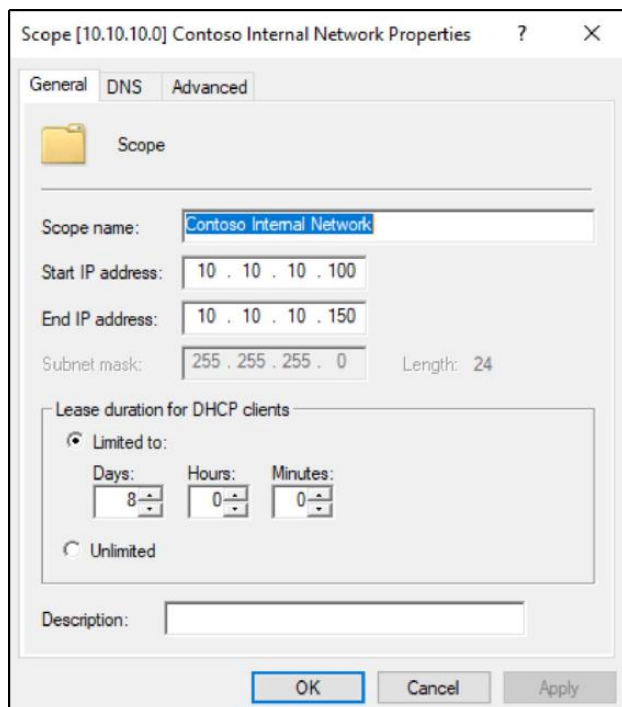 Scope [10.10.10.0] Contoso Internal Network Properties ? ×
General DNS Advanced
Scope
Scope name: Contoso Internal Network
Start IP address: 10 . 10 . 10 . 100
End IP address: 10 . 10 . 10 . 150
Subnet mask: 255 . 255 . 255 . 0 Length: 24
Lease duration for DHCP clients
Limited to:
Days: Hours: Minutes:
8 0 0
Unlimited
Description:
OK Cancel Apply